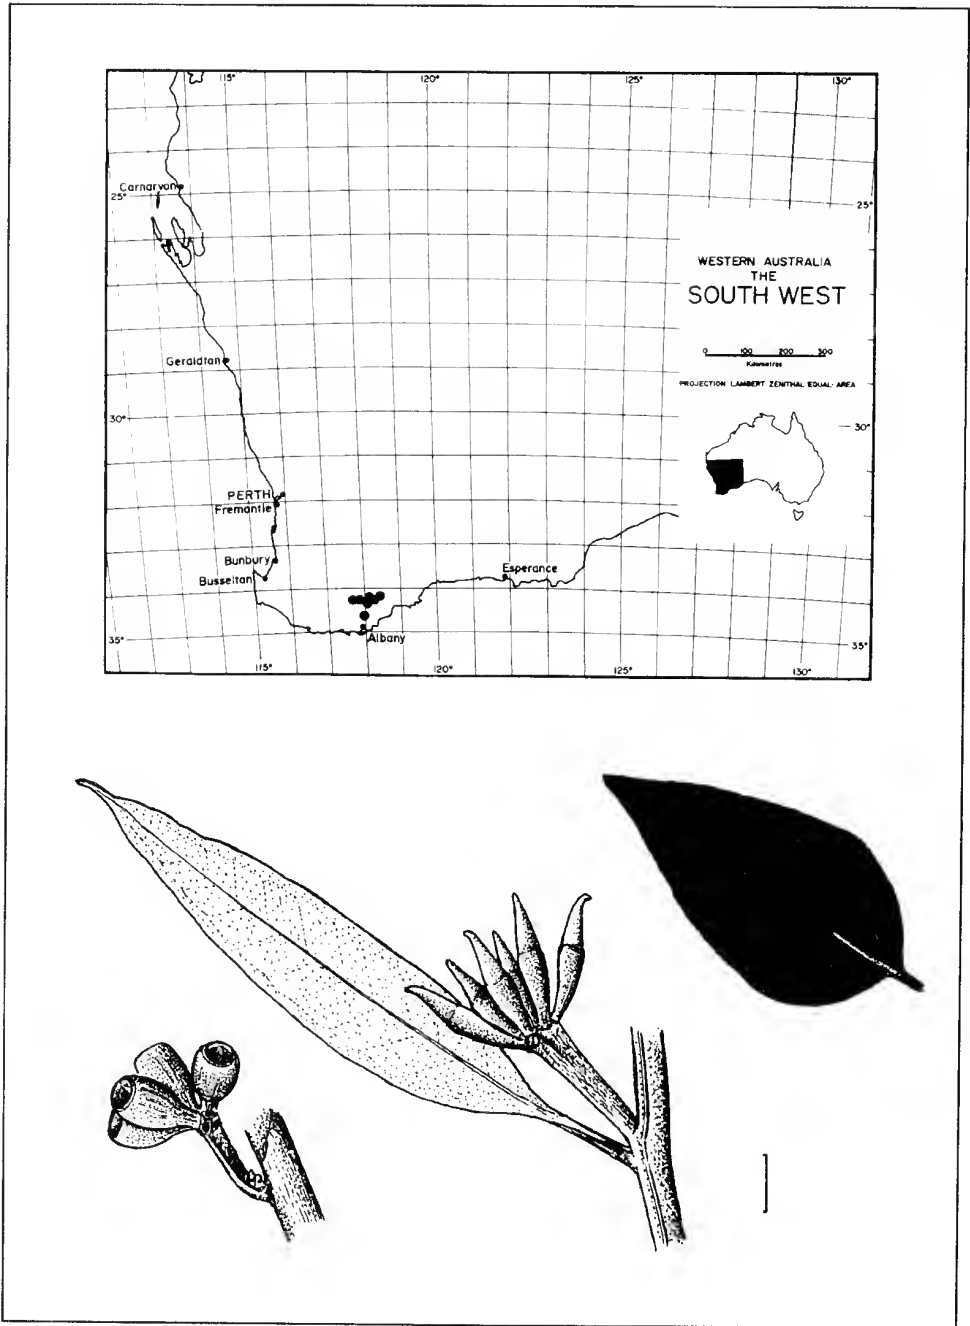 115° 120° 125° 130°
Carnarvon
25° 25°
WESTERN AUSTRALIA
THE
SOUTH WEST
0 100 200 300
Kilometres
PROJECTION LAMBERT ZENITHAL EQUAL-AREA
Geraldton
30° 30°
PERTH
Fremantle
Bunbury
Busselton
Esperance
Albany
35° 35°
115° 120° 125° 130°